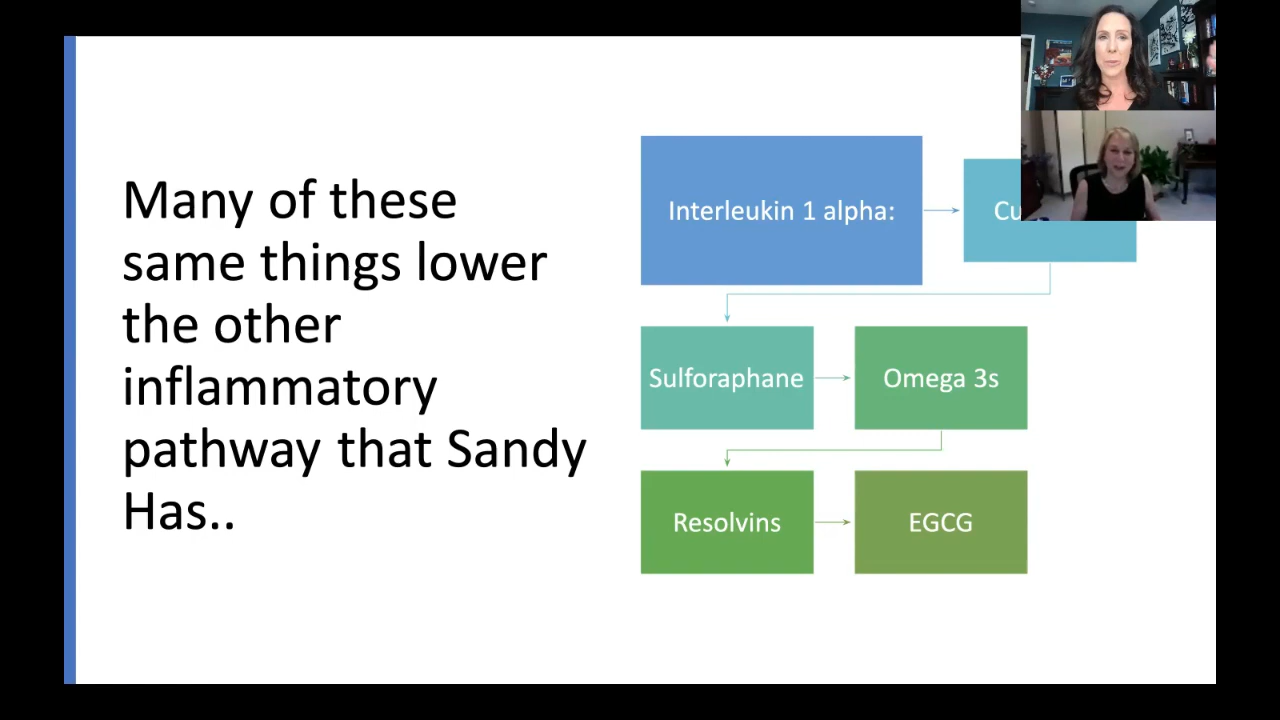 Many of these
same things lower
the other
inflammatory
pathway that Sandy
Has..
Interleukin 1 alpha:
Sulforaphane
Omega 3s
Resolvins
EGCG